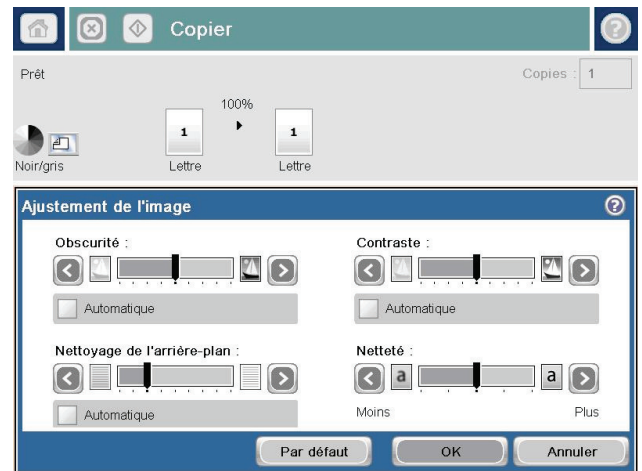 Copier
Prêt
Copies : 1
100%
1
1
Noir/gris
Lettre
Lettre
Ajustement de l'image
?
Obscurité :
Contraste :
Automatique
Automatique
Nettoyage de l'arrière-plan :
Netteté :
a
a
Automatique
Moins
Plus
Par défaut
OK
Annuler